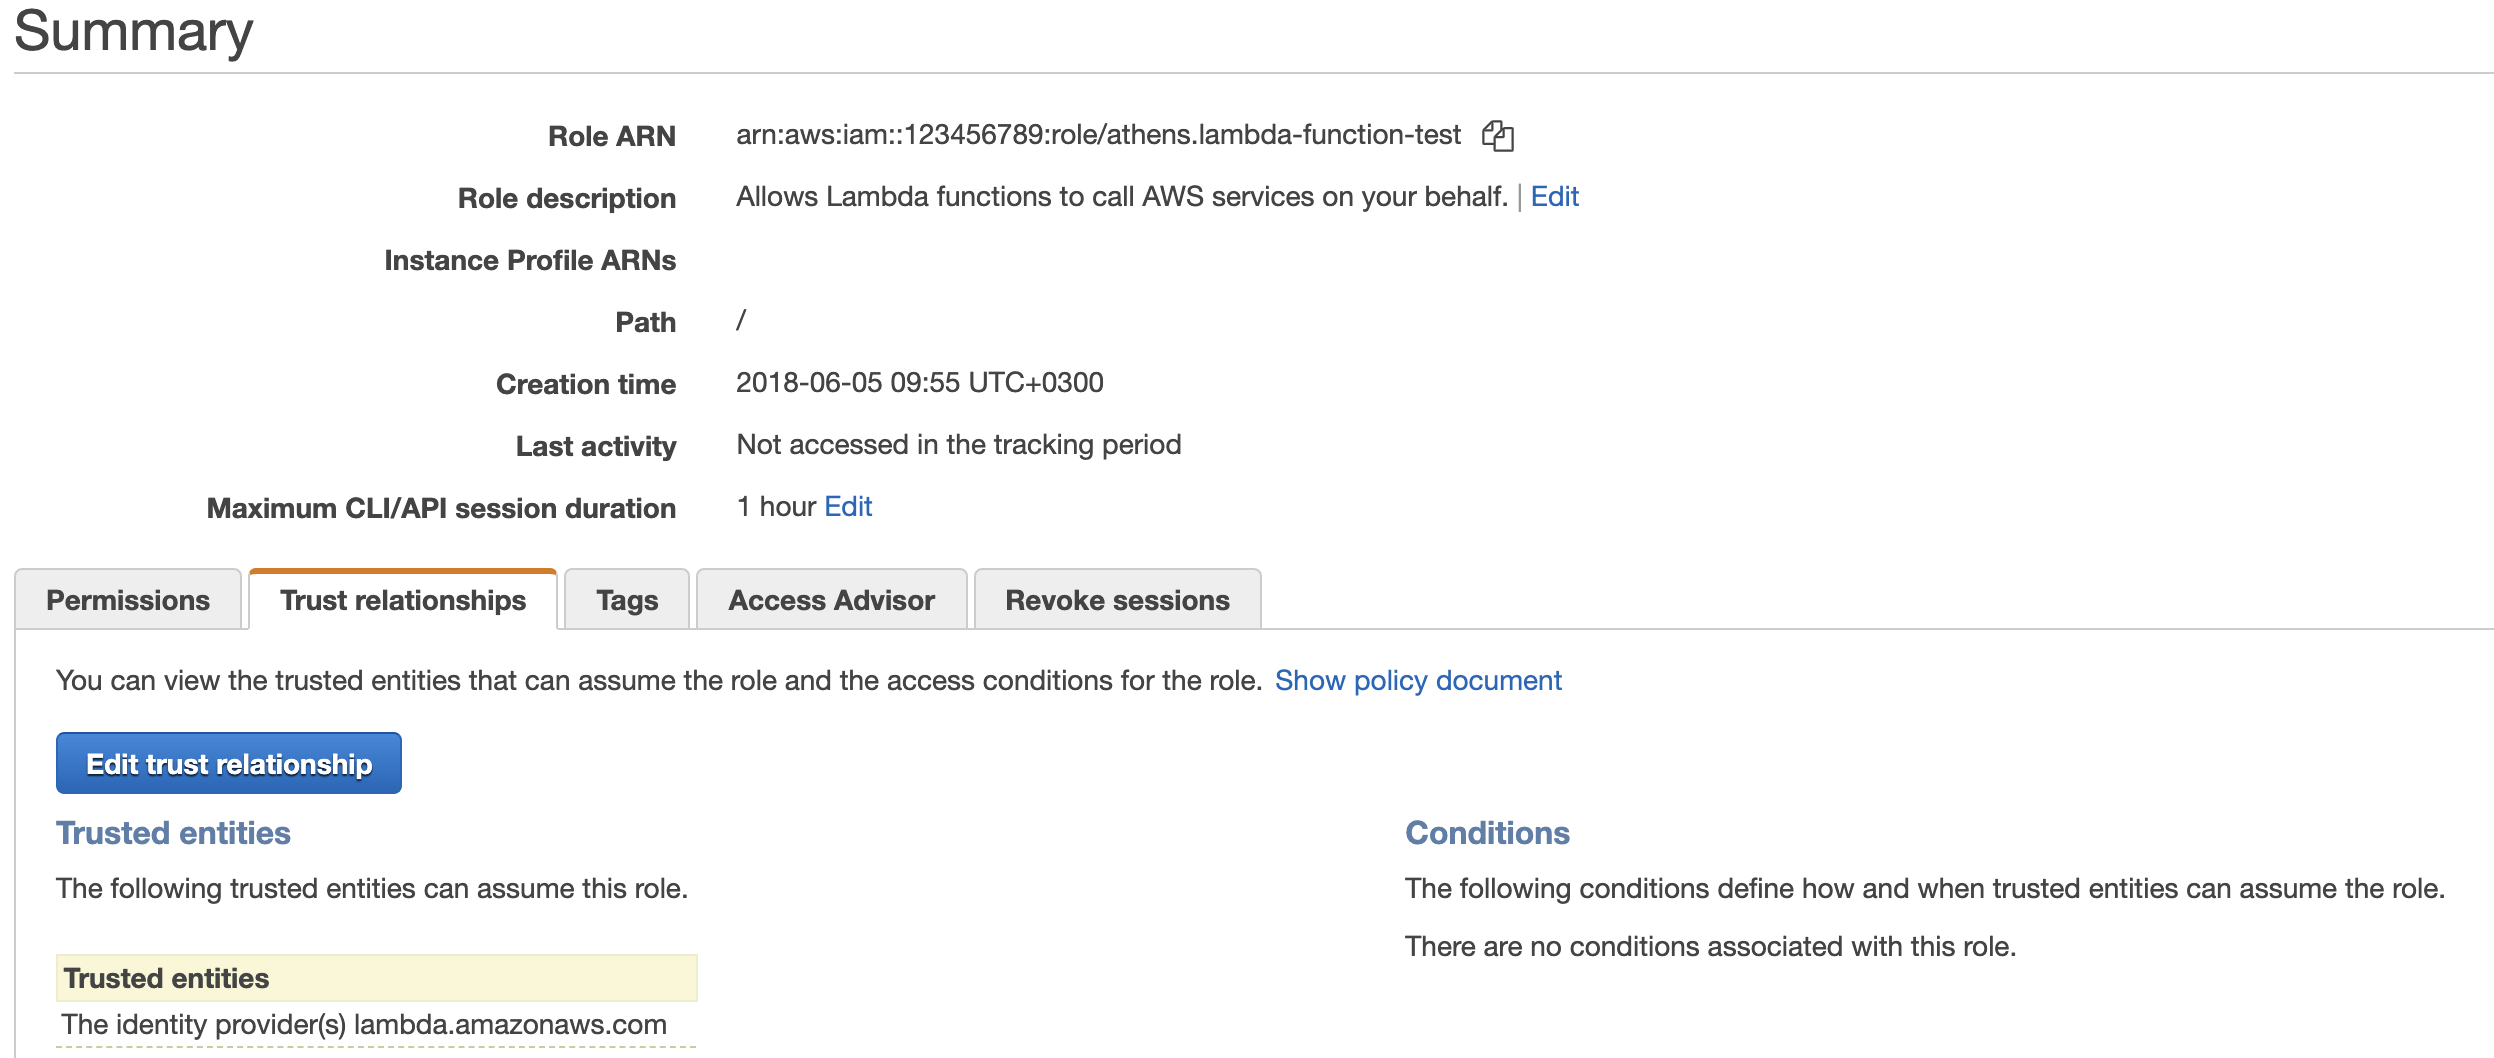 Summary
Role ARN arn:aws:iam::123456789:role/athens.lambda-function-test
Role description Allows Lambda functions to call AWS services on your behalf. | Edit
Instance Profile ARNs
Path /
Creation time 2018-06-05 09:55 UTC+0300
Last activity Not accessed in the tracking period
Maximum CLI/API session duration 1 hour Edit
Permissions Trust relationships Tags Access Advisor Revoke sessions
You can view the trusted entities that can assume the role and the access conditions for the role. Show policy document
Edit trust relationship
Trusted entities
The following trusted entities can assume this role.
Trusted entities
The identity provider(s) lambda.amazonaws.com
Conditions
The following conditions define how and when trusted entities can assume the role.
There are no conditions associated with this role.